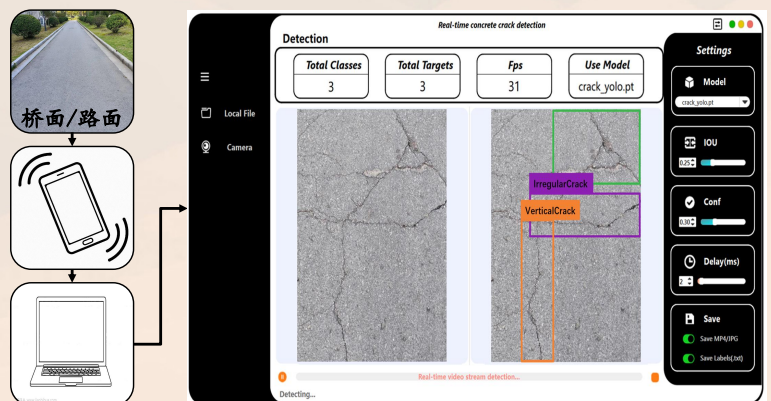 桥面/路面
Real-time concrete crack detection
Detection
Total Classes
3
Total Targets
3
Fps
31
Use Model
crack_yolo.pt
Local File
Camera
IrregularCrack
VerticalCrack
Real-time video stream detection...
Detecting...
Settings
Model
crack_yolo.pt
IOU
0.25
Conf
0.30
Delay(ms)
2
Save
Save MP4/JPG
Save Labels(.txt)